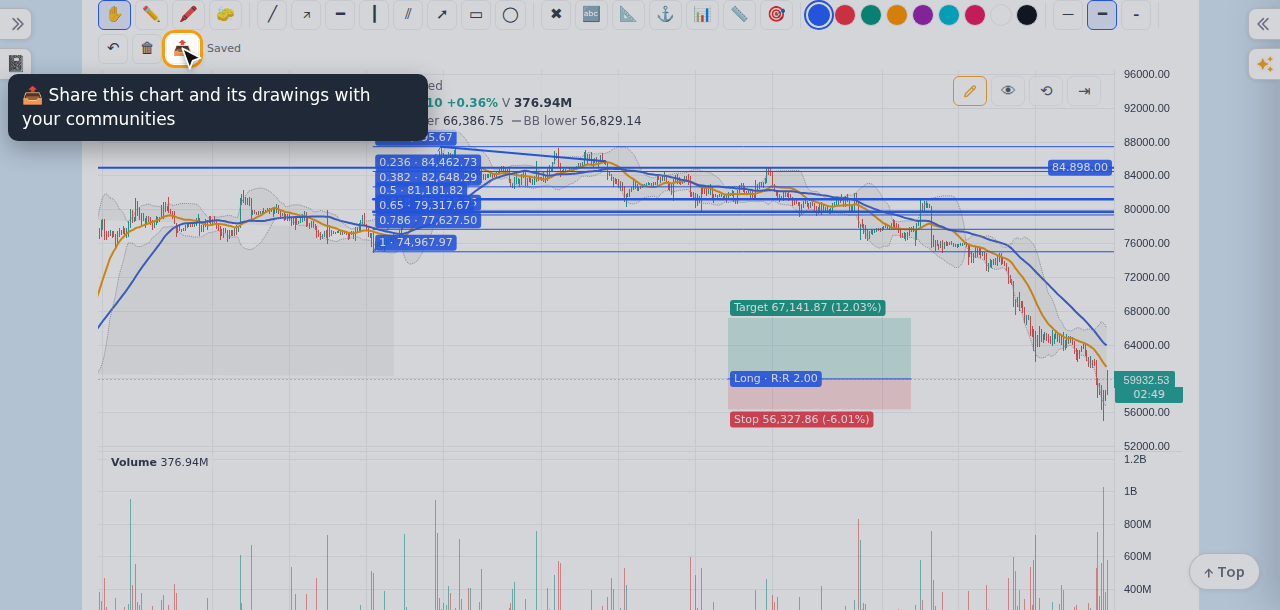 Saved
📤 Share this chart and its drawings with
your communities
10 +0.36% V 376.94M
66,386.75 BB lower 56,829.14
0.236 · 84,462.73
0.382 · 82,648.29
0.5 · 81,181.82
0.65 · 79,317.67
0.786 · 77,627.50
1 · 74,967.97
84.898.00
Target 67,141.87 (12.03%)
Long · R:R 2.00
Stop 56,327.86 (-6.01%)
96000.00
92000.00
88000.00
84000.00
80000.00
76000.00
72000.00
68000.00
64000.00
59932.53
02:49
56000.00
52000.00
Volume 376.94M
1.2B
1B
800M
600M
400M
↑ Top